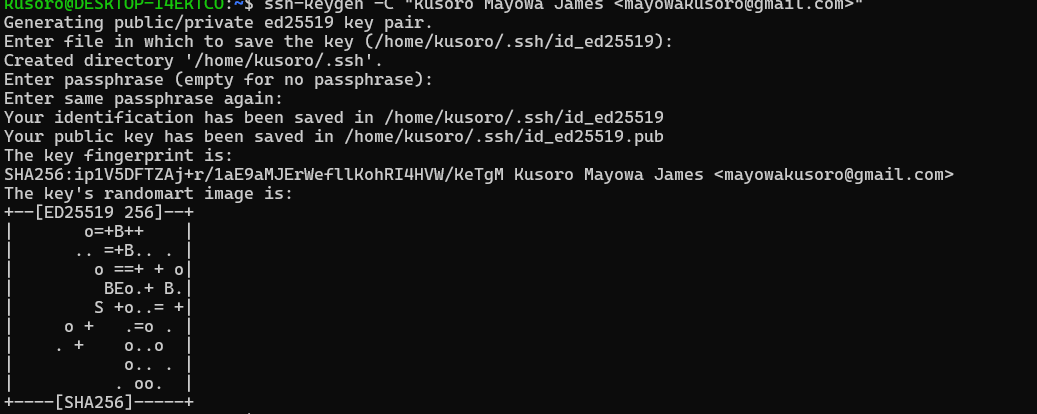 kusoro@DESKTOP-I4ERTCO:~$ ssh-keygen -C "Kusoro Mayowa James <mayowakusoro@gmail.com>"
Generating public/private ed25519 key pair.
Enter file in which to save the key (/home/kusoro/.ssh/id_ed25519):
Created directory '/home/kusoro/.ssh'.
Enter passphrase (empty for no passphrase):
Enter same passphrase again:
Your identification has been saved in /home/kusoro/.ssh/id_ed25519
Your public key has been saved in /home/kusoro/.ssh/id_ed25519.pub
The key fingerprint is:
SHA256:ip1V5DFTZAj+r/1aE9aMJErWefllKohRI4HVW/KeTgM Kusoro Mayowa James <mayowakusoro@gmail.com>
The key's randomart image is:
+--[ED25519 256]--+
|       o=+B++    |
|      .. =+B.. . |
|        o ==+ + o|
|         BEo.+ B.|
|        S +o..= +|
|     o +   .=o . |
|    . +    o..o  |
|           o.. . |
|          . oo.  |
+----[SHA256]-----+